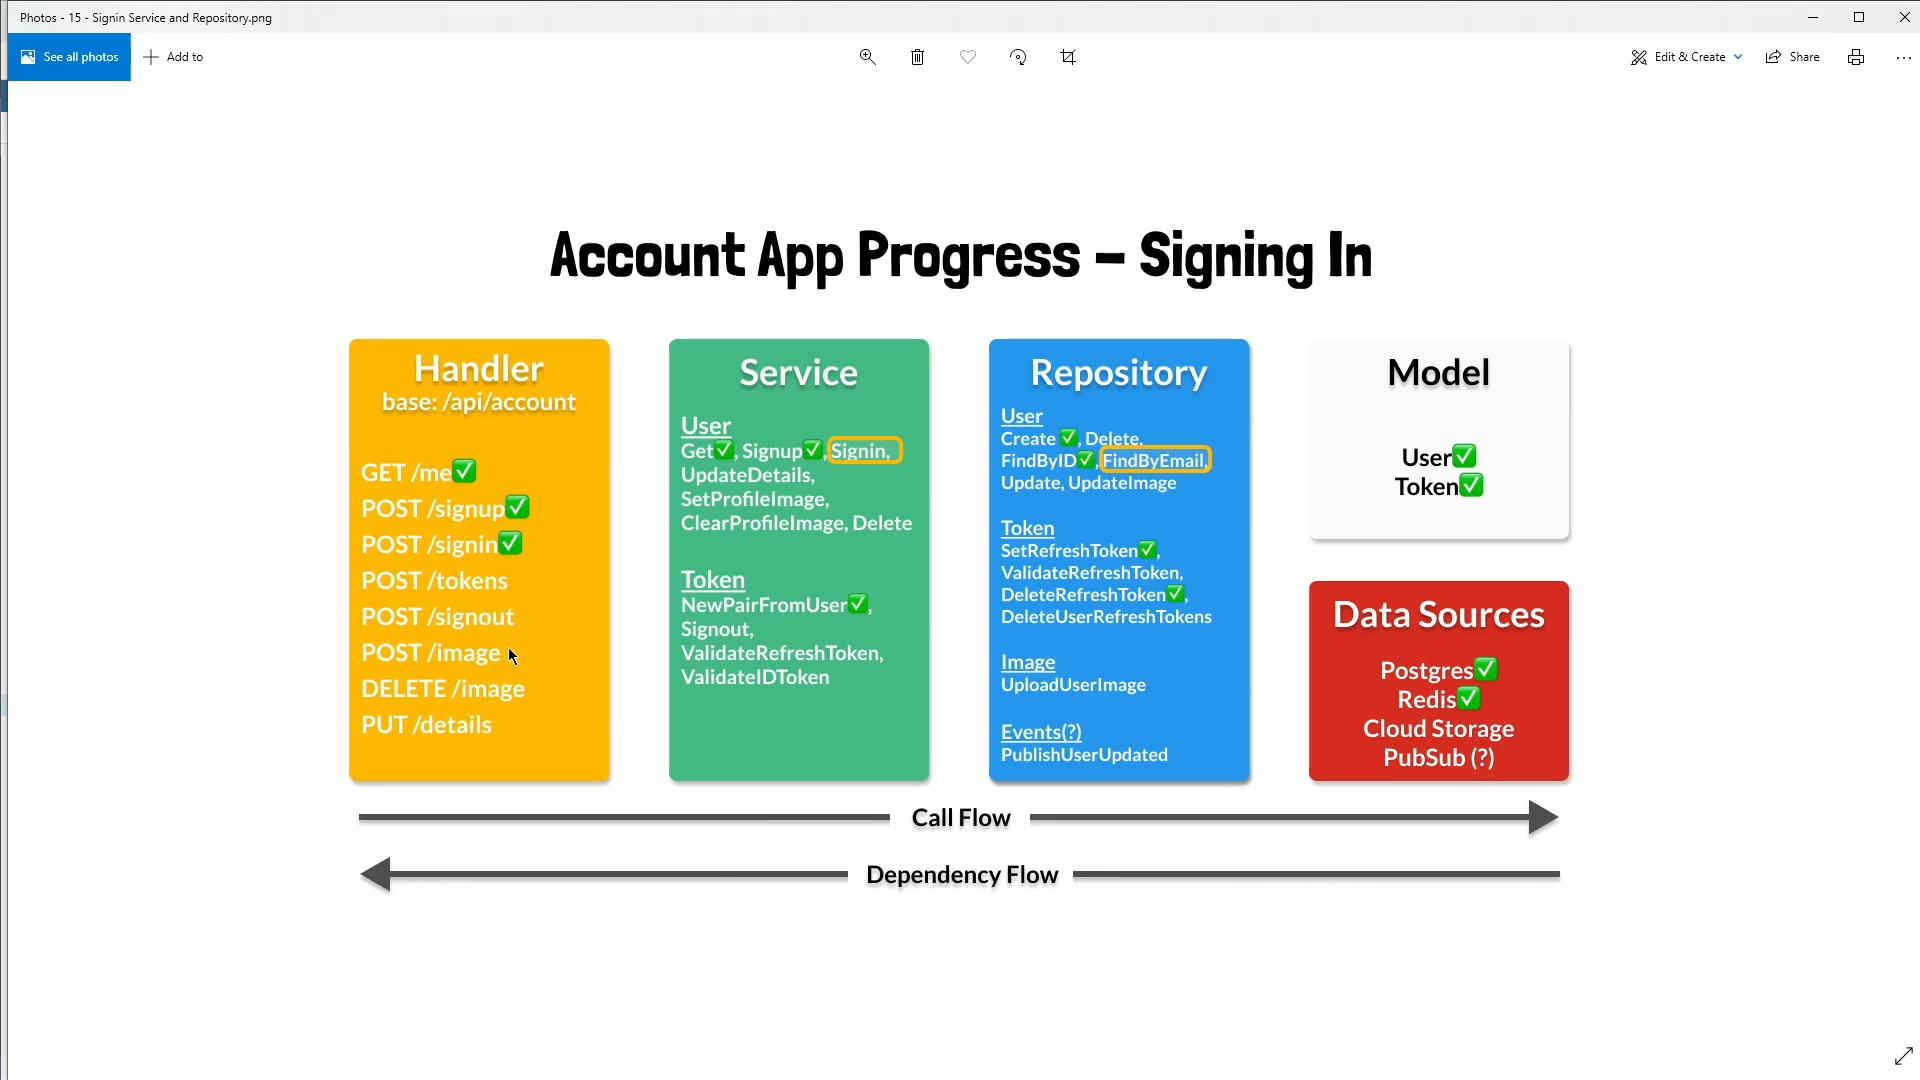 Photos - 15 - Signin Service and Repository.png
See all photos
Add to
Edit & Create
Share
Account App Progress – Signing In
Handler
base: /api/account
GET /me✅
POST /signup✅
POST /signin✅
POST /tokens
POST /signout
POST /image
DELETE /image
PUT /details
Service
User
Get✅, Signup✅, Signin,
UpdateDetails,
SetProfileImage,
ClearProfileImage, Delete
Token
NewPairFromUser✅,
Signout,
ValidateRefreshToken,
ValidateIDToken
Repository
User
Create ✅, Delete,
FindByID✅, FindByEmail,
Update, UpdateImage
Token
SetRefreshToken✅,
ValidateRefreshToken,
DeleteRefreshToken✅,
DeleteUserRefreshTokens
Image
UploadUserImage
Events(?)
PublishUserUpdated
Model
User✅
Token✅
Data Sources
Postgres✅
Redis✅
Cloud Storage
PubSub (?)
Call Flow
Dependency Flow